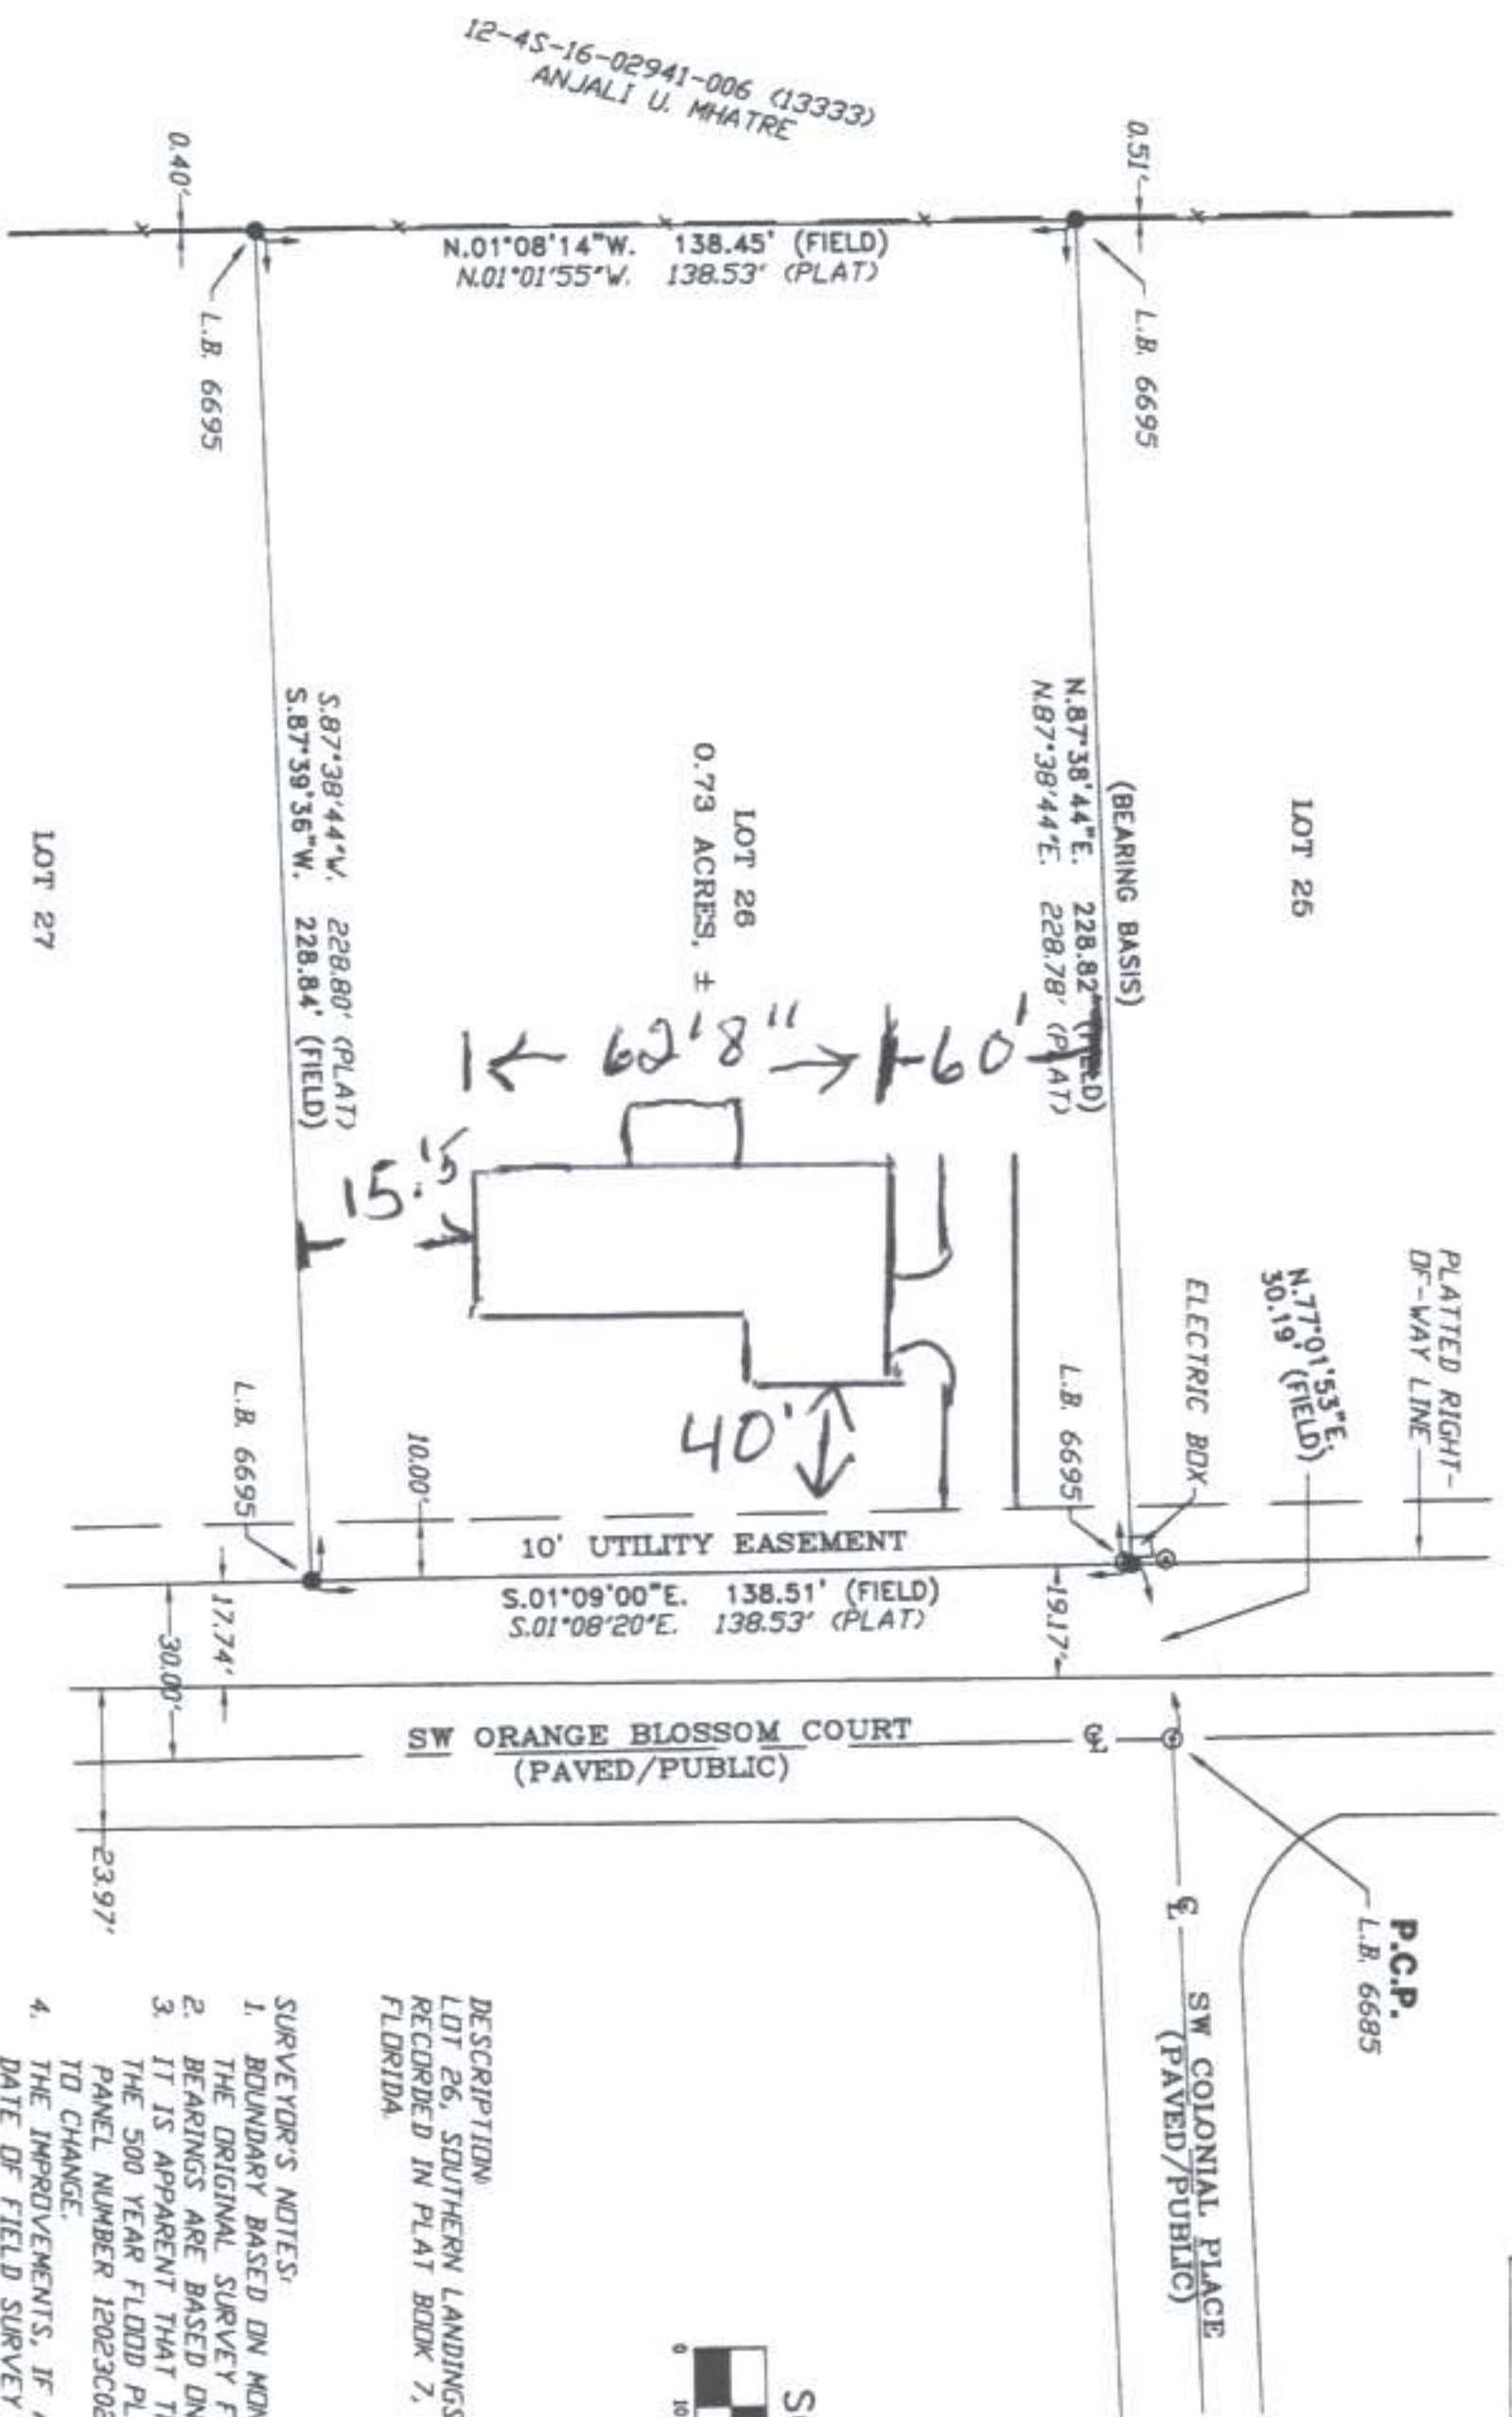 12-4S-16-02941-006 (13333)
ANJALI U. MHATRE
0.40'
0.51'
N.01°08'14"W. 138.45' (FIELD)
N.01°01'55"W. 138.53' (PLAT)
L.B. 6695
L.B. 6695
LOT 25
(BEARING BASIS)
N.87°38'44"E. 228.82' (FIELD)
N.87°38'44"E. 228.78' (PLAT)
LOT 26
0.73 ACRES, ±
S.87°38'44"W. 228.80' (PLAT)
S.87°39'36"W. 228.84' (FIELD)
LOT 27
62'8"
60'
15.'5
40'
PLATTED RIGHT-
OF-WAY LINE
N.77°01'53"E.
30.19' (FIELD)
ELECTRIC BOX
L.B. 6695
L.B. 6695
10.00'
10' UTILITY EASEMENT
S.01°09'00"E. 138.51' (FIELD)
S.01°08'20"E. 138.53' (PLAT)
19.17'
17.74'
30.00'
SW ORANGE BLOSSOM COURT
(PAVED/PUBLIC)
23.97'
P.C.P.
L.B. 6685
SW COLONIAL PLACE
(PAVED/PUBLIC)
DESCRIPTION:
LOT 26, SOUTHERN LANDINGS
RECORDED IN PLAT BOOK 7,
FLORIDA.
SURVEYOR'S NOTES:
1. BOUNDARY BASED ON MON
THE ORIGINAL SURVEY F
2. BEARINGS ARE BASED ON
3. IT IS APPARENT THAT T
THE 500 YEAR FLOOD PL
PANEL NUMBER 12023C02
TO CHANGE.
4. THE IMPROVEMENTS, IF A
DATE OF FIELD SURVEY
0
10